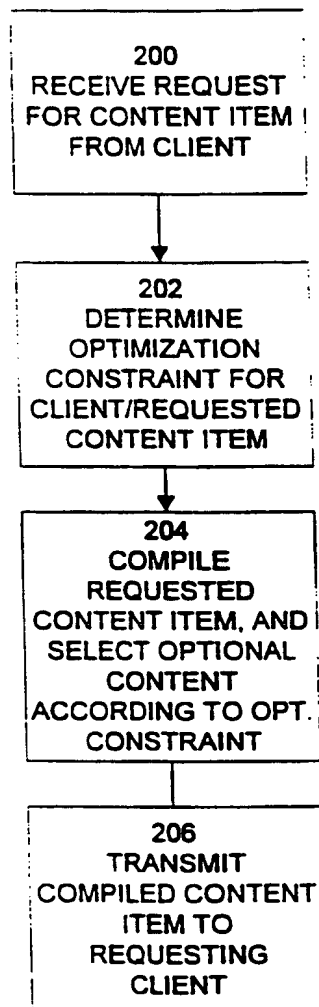 200
RECEIVE REQUEST
FOR CONTENT ITEM
FROM CLIENT
202
DETERMINE
OPTIMIZATION
CONSTRAINT FOR
CLIENT/REQUESTED
CONTENT ITEM
204
COMPILE
REQUESTED
CONTENT ITEM, AND
SELECT OPTIONAL
CONTENT
ACCORDING TO OPT.
CONSTRAINT
206
TRANSMIT
COMPILED CONTENT
ITEM TO
REQUESTING
CLIENT